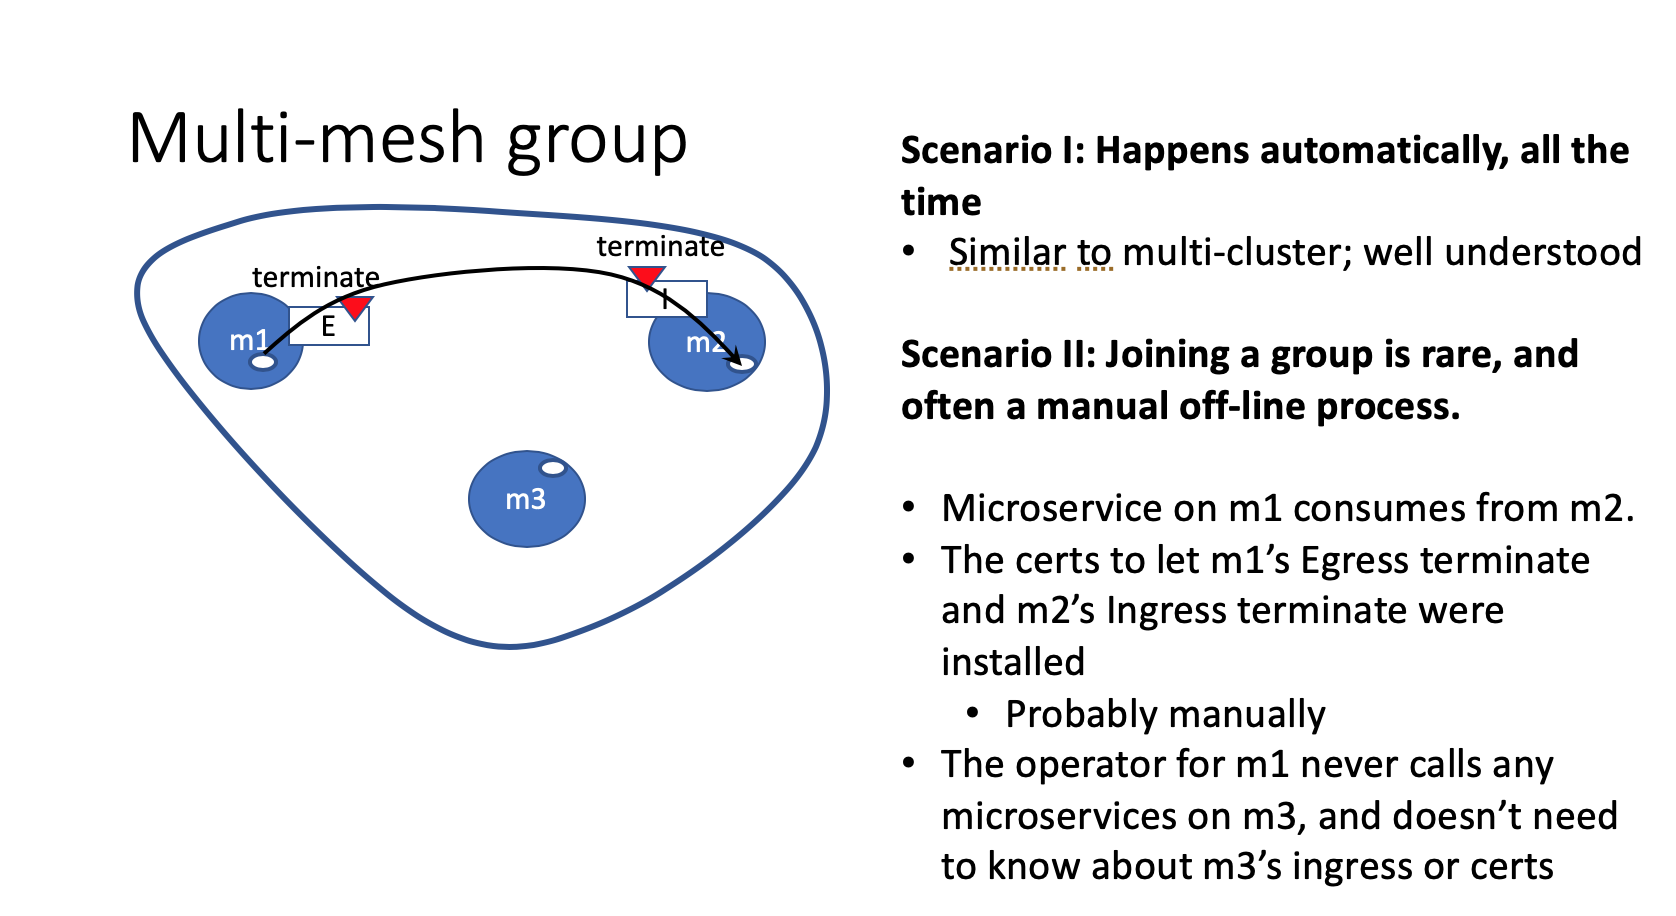 Multi-mesh group
terminate
terminate
m1
E
I
m2
m3
Scenario I: Happens automatically, all the
time
• Similar to multi-cluster; well understood
Scenario II: Joining a group is rare, and
often a manual off-line process.
• Microservice on m1 consumes from m2.
• The certs to let m1’s Egress terminate
and m2’s Ingress terminate were
installed
• Probably manually
• The operator for m1 never calls any
microservices on m3, and doesn’t need
to know about m3’s ingress or certs